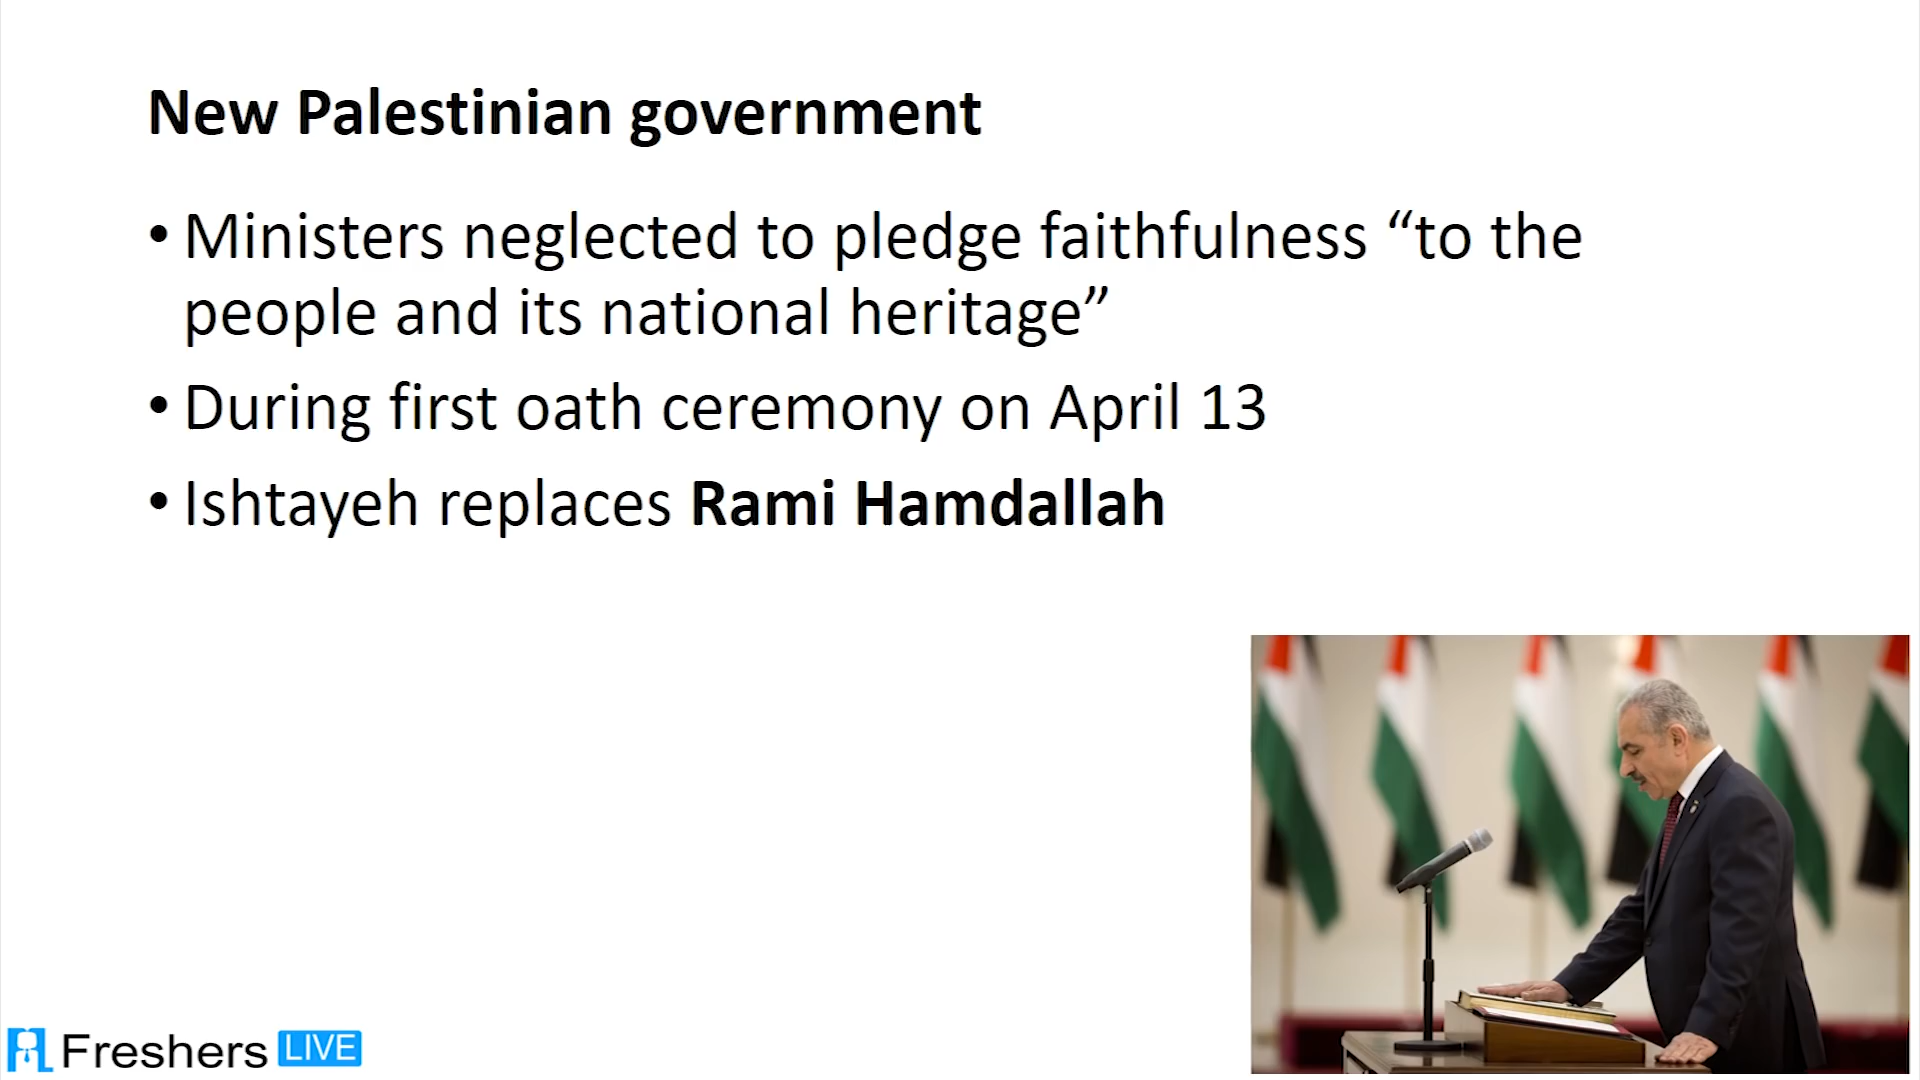 New Palestinian government
• Ministers neglected to pledge faithfulness “to the
people and its national heritage”
• During first oath ceremony on April 13
• Ishtayeh replaces Rami Hamdallah
Freshers LIVE